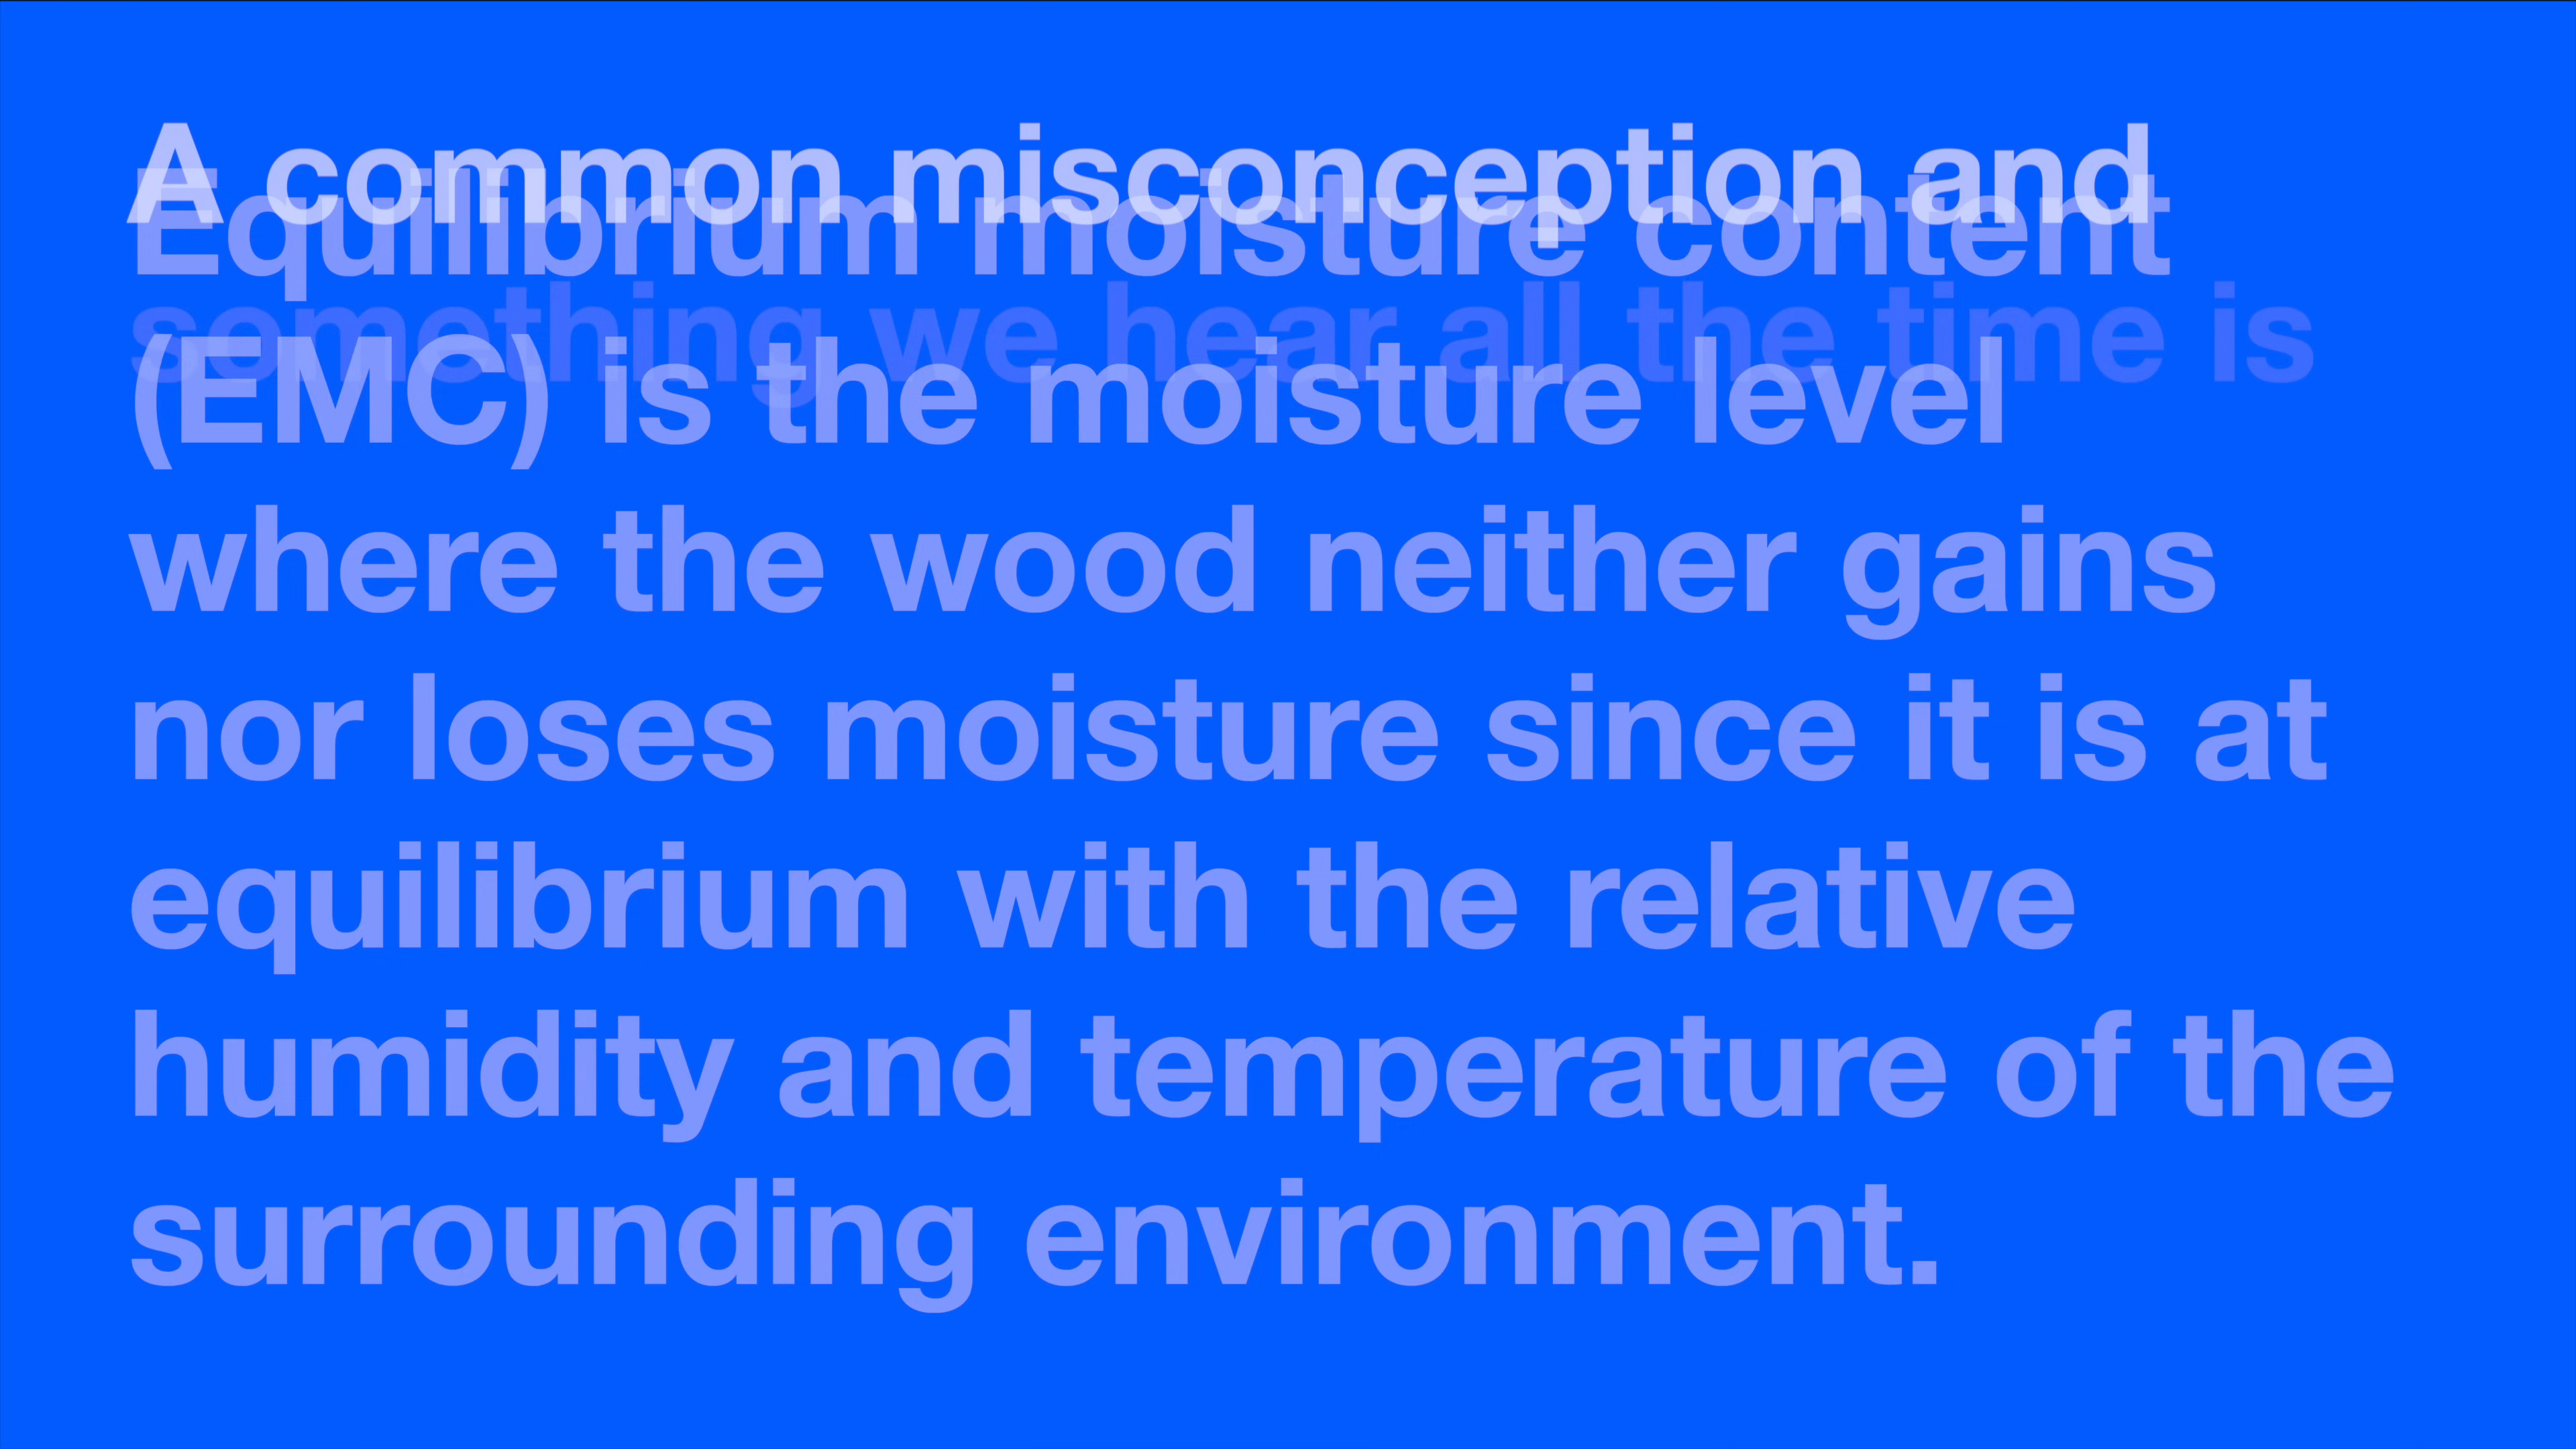 A common misconception and
Equilibrium moisture content
something we hear all the time is
(EMC) is the moisture level
where the wood neither gains
nor loses moisture since it is at
equilibrium with the relative
humidity and temperature of the
surrounding environment.